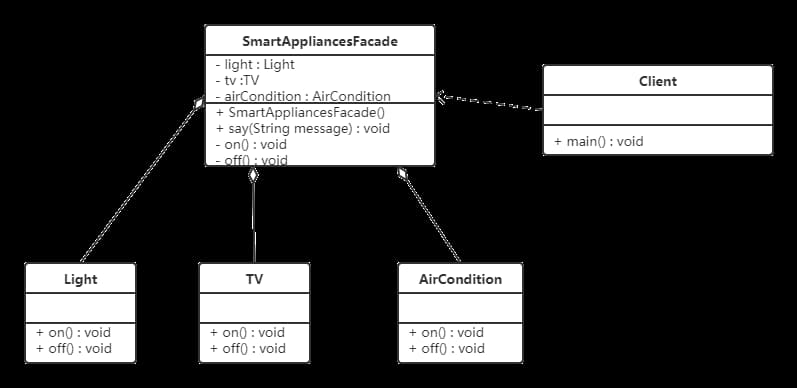 SmartAppliancesFacade
- light : Light
- tv :TV
- airCondition : AirCondition
+ SmartAppliancesFacade()
+ say(String message) : void
- on() : void
- off() : void
Client
+ main() : void
Light
+ on() : void
+ off() : void
TV
+ on() : void
+ off() : void
AirCondition
+ on() : void
+ off() : void